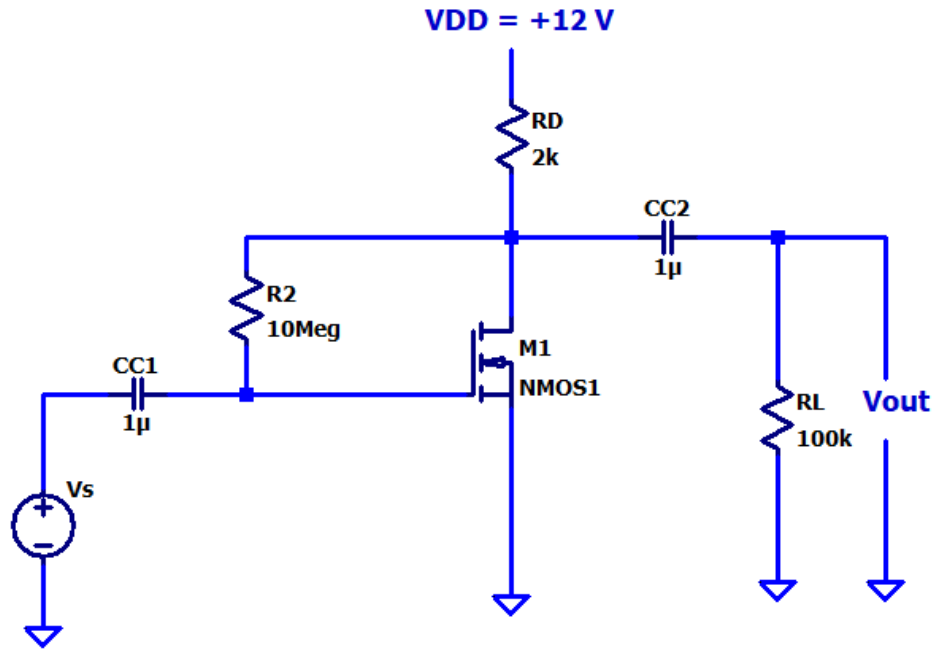 VDD = +12 V
RD
2k
CC2
1µ
R2
10Meg
M1
NMOS1
CC1
1µ
RL
100k
Vout
Vs